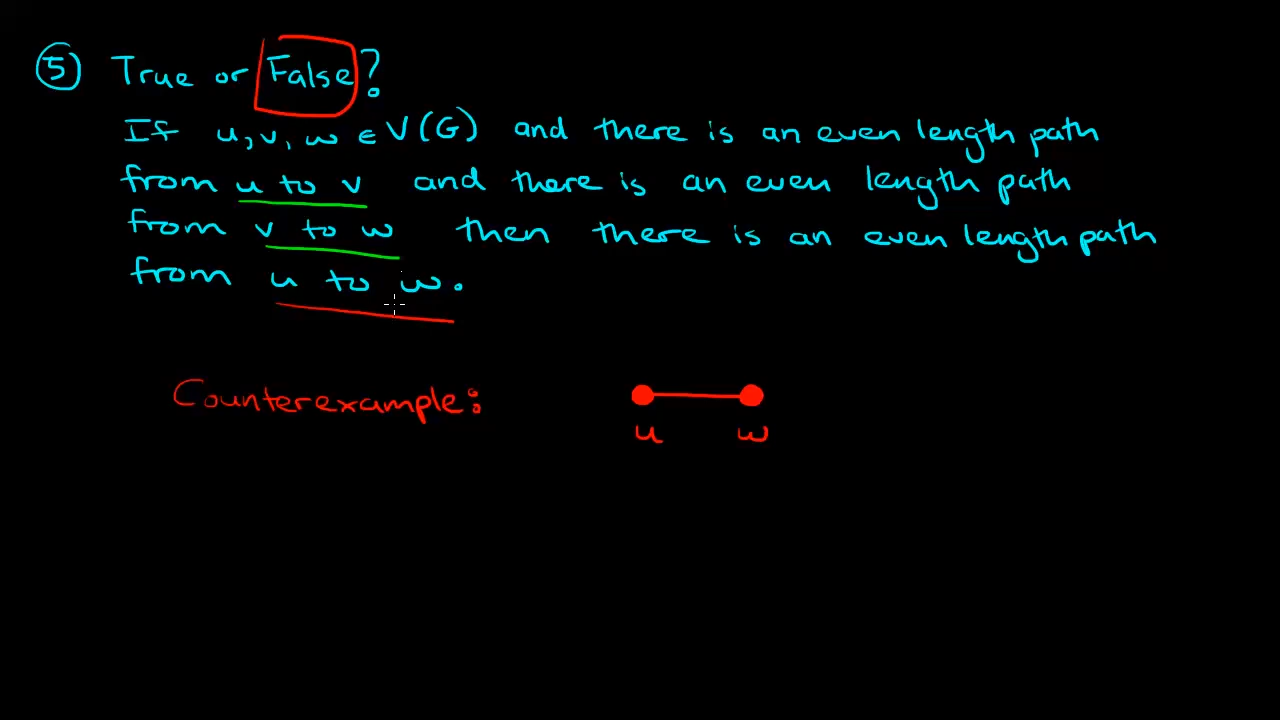 ⑤ True or False?
If u, v, w ∈ V(G) and there is an even length path
from u to v and there is an even length path
from v to w then there is an even length path
from u to w.
Counterexample:
u w